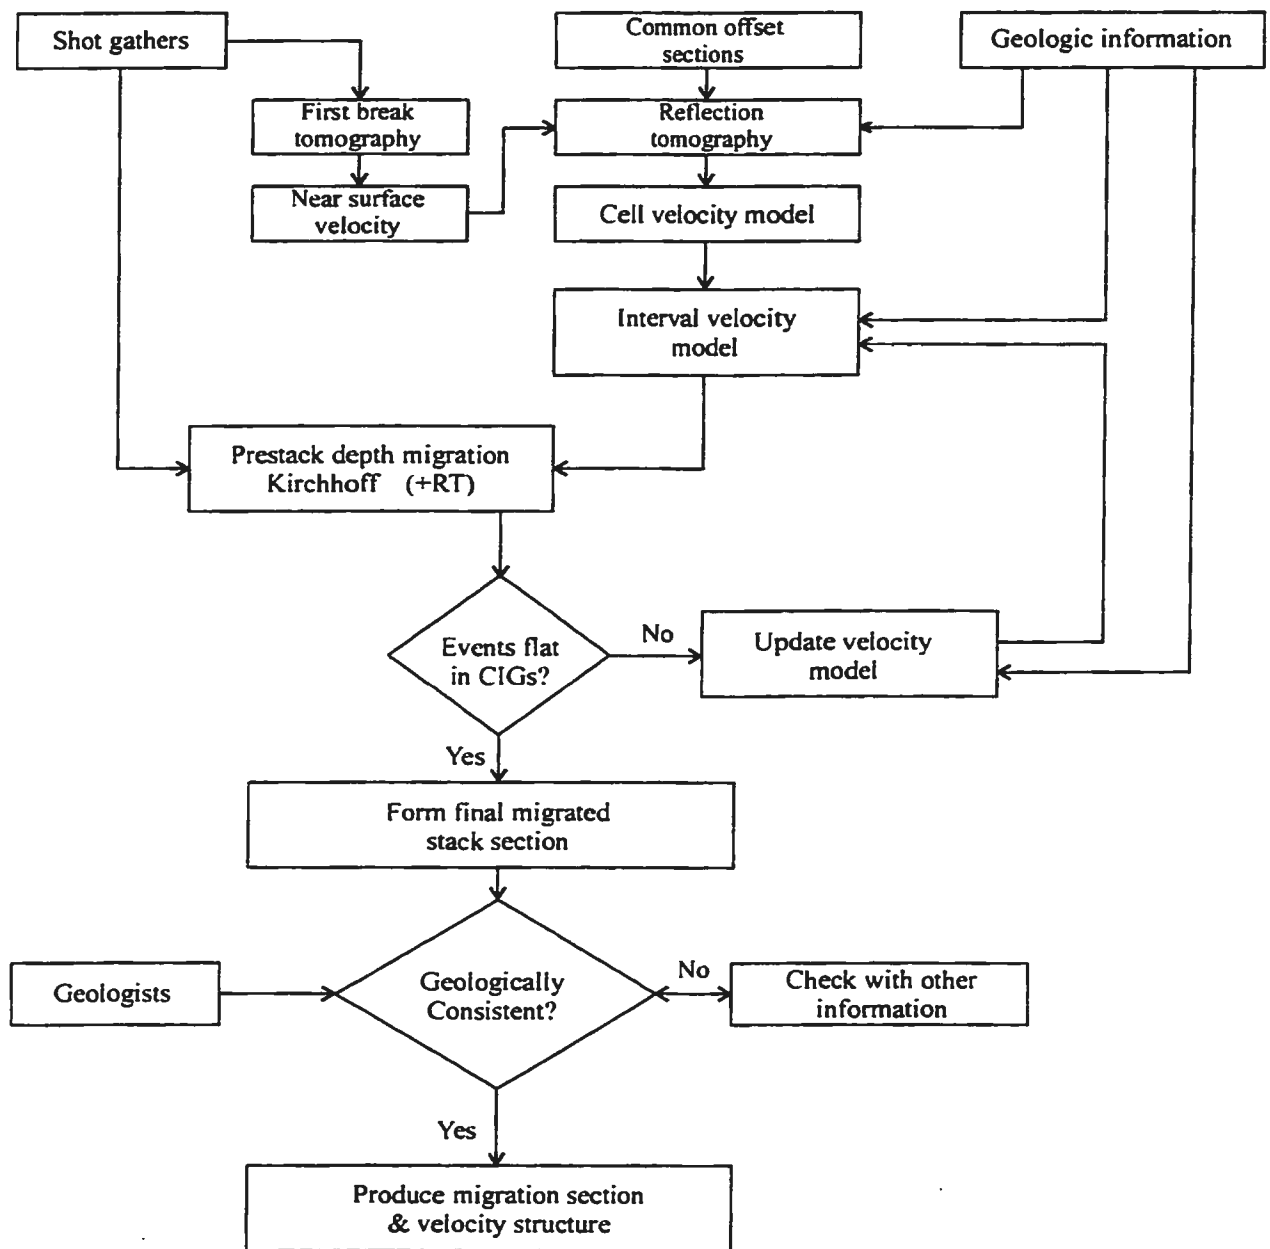 Shot gathers
Common offset
sections
Geologic information
First break
tomography
Reflection
tomography
Near surface
velocity
Cell velocity model
Interval velocity
model
Prestack depth migration
Kirchhoff (+RT)
Events flat
in CIGs?
No
Update velocity
model
Yes
Form final migrated
stack section
Geologists
Geologically
Consistent?
No
Check with other
information
Yes
Produce migration section
& velocity structure